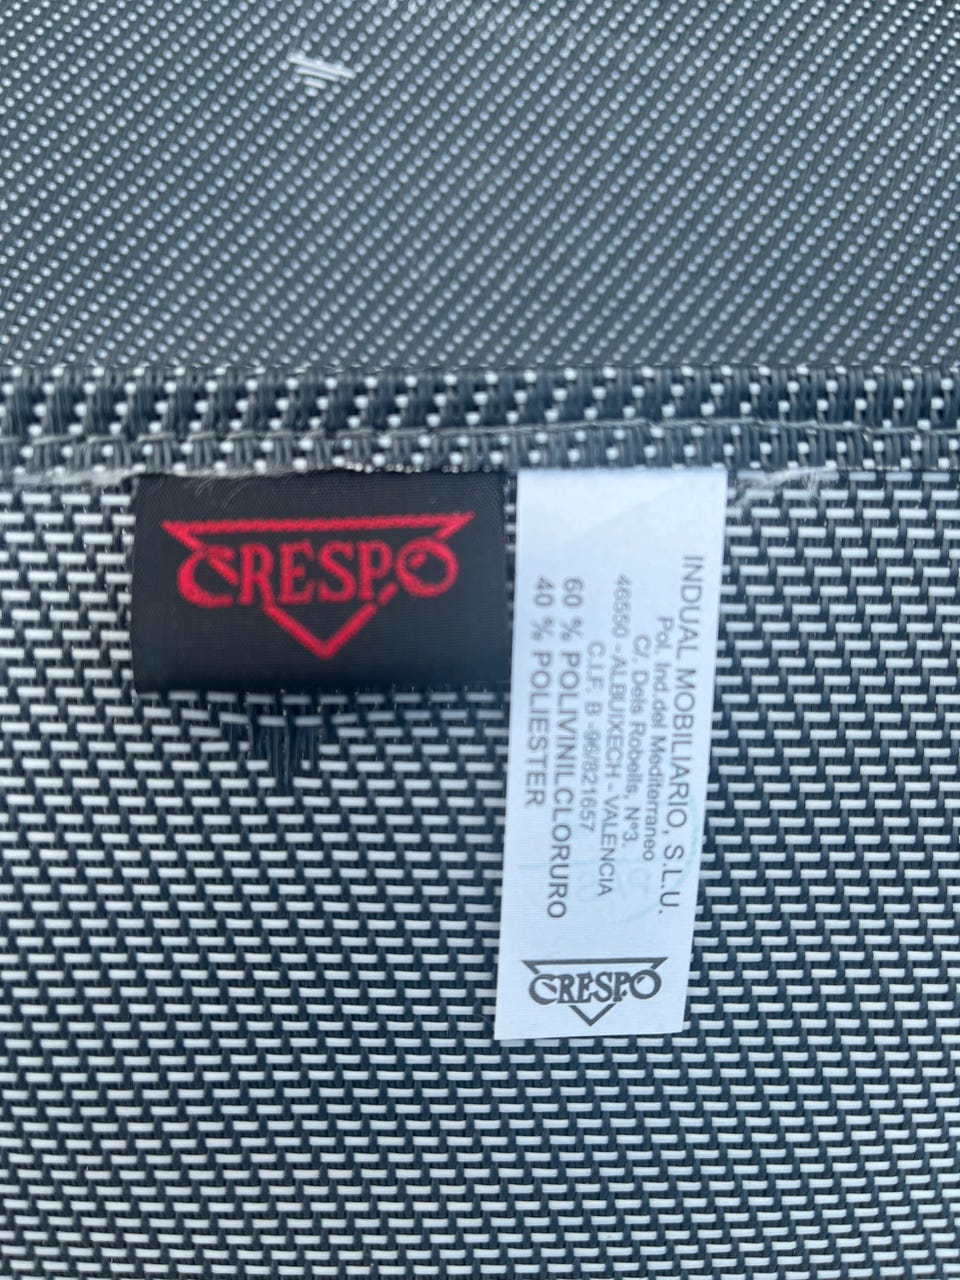 CRESPO
INDUAL MOBILIARIO, S.L.U.
Pol. Ind. del Mediterraneo
C/. Dels Robells, Nº3.
46550 - ALBUIXECH - VALENCIA
C.I.F. B-96/821657
60 % POLIVINILCLORURO
40 % POLIESTER
CRESPO